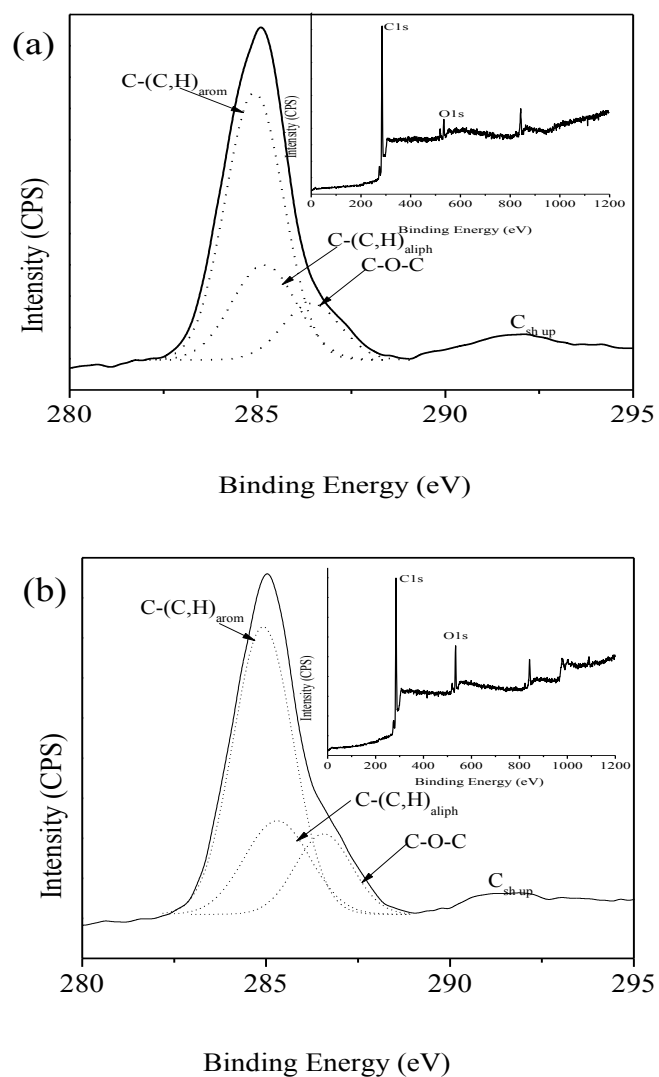 (a)
C-(C,H)arom
C-(C,H)aliph
C-O-C
Csh up
Intensity (CPS)
280 285 290 295
Binding Energy (eV)
C1s
O1s
Intensity (CPS)
0 200 400 600 800 1000 1200
Binding Energy (eV)
(b)
C-(C,H)arom
C-(C,H)aliph
C-O-C
Csh up
Intensity (CPS)
280 285 290 295
Binding Energy (eV)
C1s
O1s
Intensity (CPS)
0 200 400 600 800 1000 1200
Binding Energy (eV)